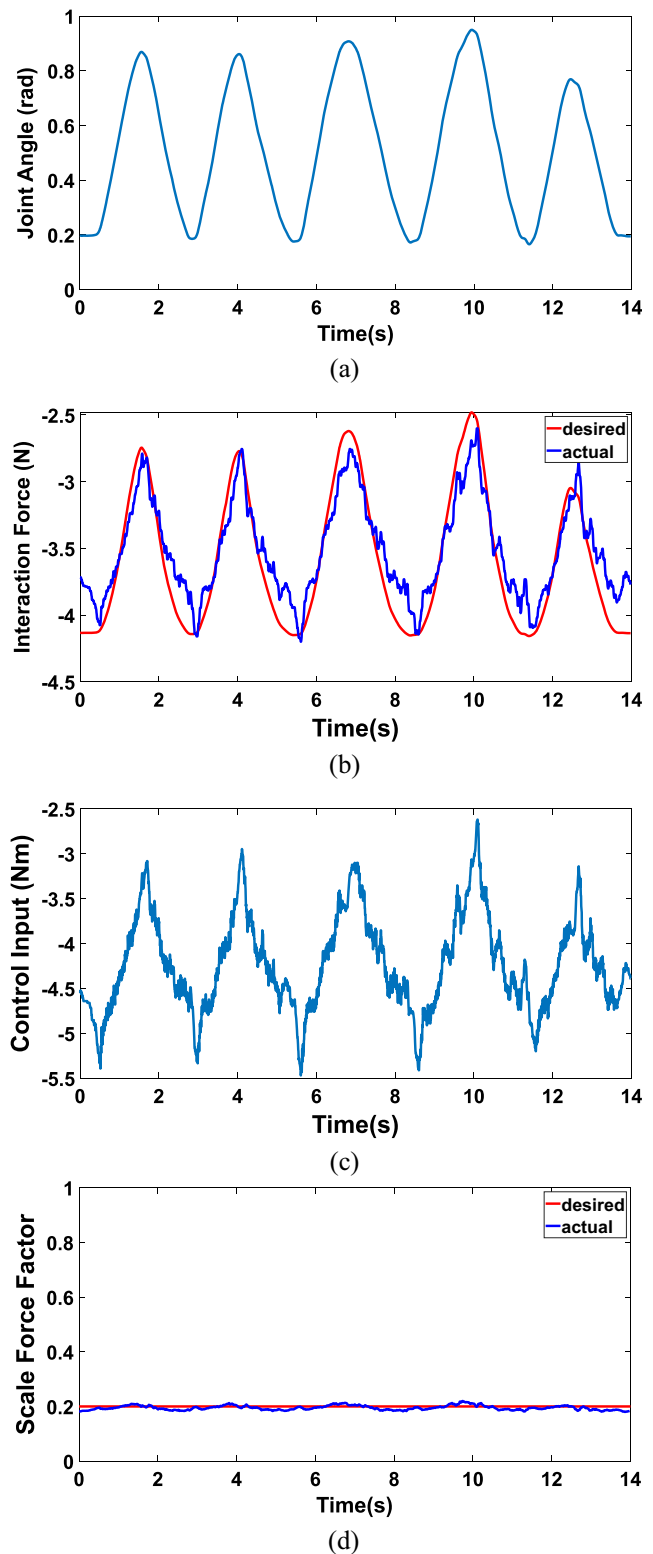 Joint Angle (rad)
1
0.8
0.6
0.4
0.2
0
0 2 4 6 8 10 12 14
Time(s)
(a)
Interaction Force (N)
-2.5
-3
-3.5
-4
-4.5
desired
actual
0 2 4 6 8 10 12 14
Time(s)
(b)
Control Input (Nm)
-2.5
-3
-3.5
-4
-4.5
-5
-5.5
0 2 4 6 8 10 12 14
Time(s)
(c)
Scale Force Factor
1
0.8
0.6
0.4
0.2
0
desired
actual
0 2 4 6 8 10 12 14
Time(s)
(d)